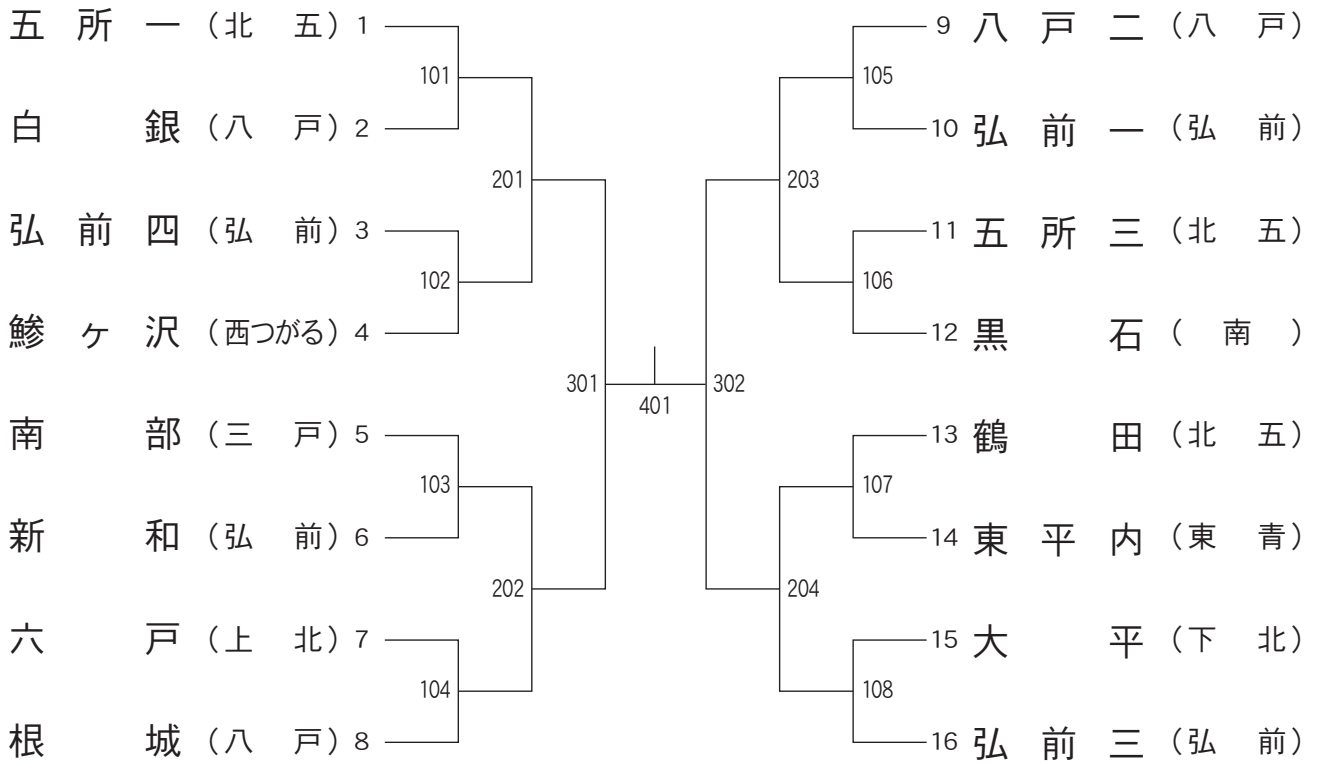 五所一（北五）1
101
白銀（八戸）2
201
弘前四（弘前）3
102
鰺ヶ沢（西つがる）4
301
南部（三戸）5
103
新和（弘前）6
202
六戸（上北）7
104
根城（八戸）8
401
9 八戸二（八戸）
105
10 弘前一（弘前）
203
11 五所三（北五）
106
12 黒石（南）
302
13 鶴田（北五）
107
14 東平内（東青）
204
15 大平（下北）
108
16 弘前三（弘前）